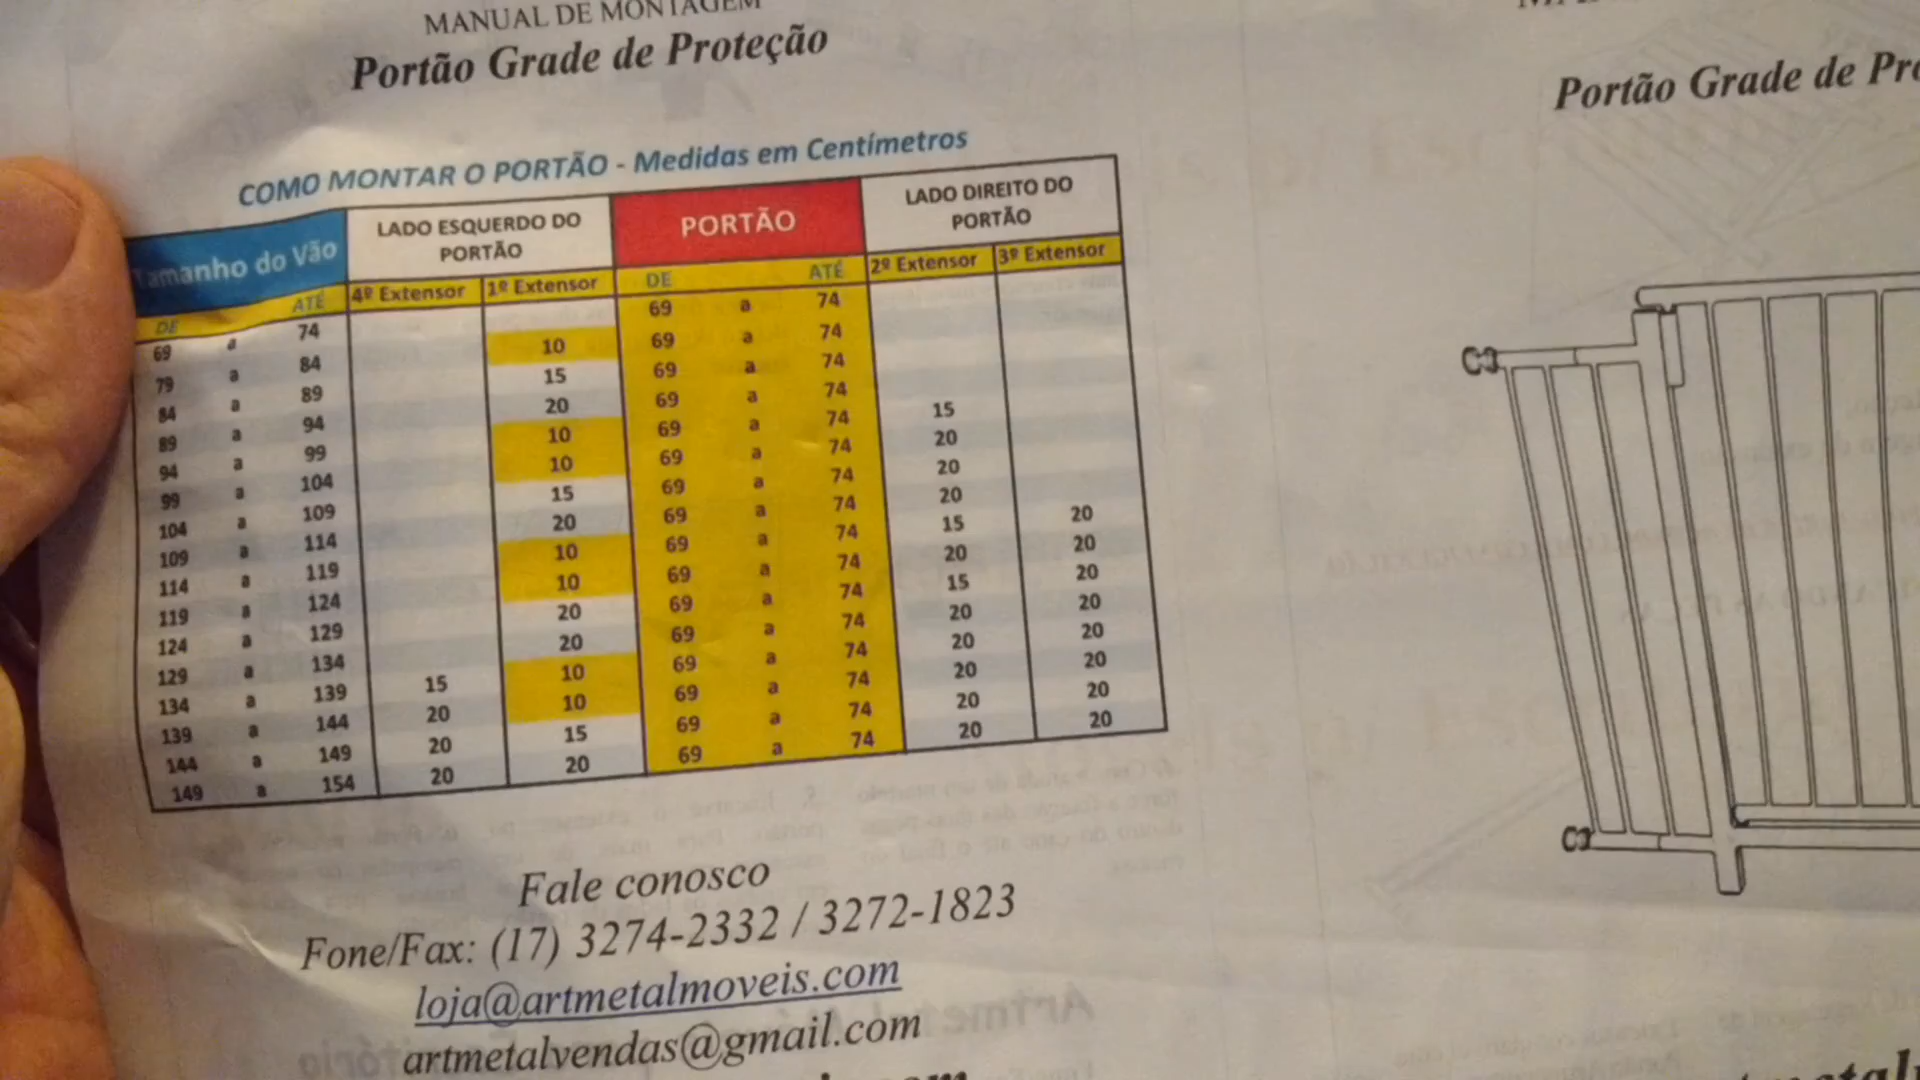 MANUAL DE MONTAGEM
Portão Grade de Proteção
COMO MONTAR O PORTÃO - Medidas em Centímetros
Tamanho do Vão LADO ESQUERDO DO PORTÃO PORTÃO LADO DIREITO DO PORTÃO
DE ATÉ 4º Extensor 1º Extensor DE ATÉ 2º Extensor 3º Extensor
69 a 74 69 a 74
79 a 84 10 69 a 74
84 a 89 15 69 a 74
89 a 94 20 69 a 74
94 a 99 10 69 a 74 15
99 a 104 10 69 a 74 20
104 a 109 15 69 a 74 20
109 a 114 20 69 a 74 20
114 a 119 10 69 a 74 15 20
119 a 124 10 69 a 74 20 20
124 a 129 20 69 a 74 15 20
129 a 134 20 69 a 74 20 20
134 a 139 15 10 69 a 74 20 20
139 a 144 20 10 69 a 74 20 20
144 a 149 20 15 69 a 74 20 20
149 a 154 20 20 69 a 74 20 20
Fale conosco
Fone/Fax: (17) 3274-2332 / 3272-1823
loja@artmetalmoveis.com
artmetalvendas@gmail.com
Portão Grade de Pro